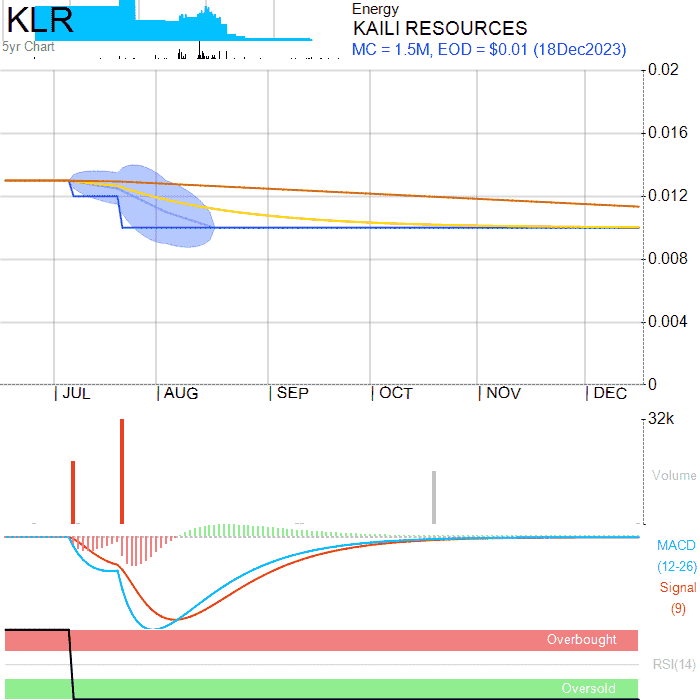 KLR
5yr Chart
Energy
KAILI RESOURCES
MC = 1.5M, EOD = $0.01 (18Dec2023)
0.02
0.016
0.012
0.008
0.004
0
JUL AUG SEP OCT NOV DEC
32k
Volume
MACD
(12-26)
Signal
(9)
Overbought
RSI(14)
Oversold